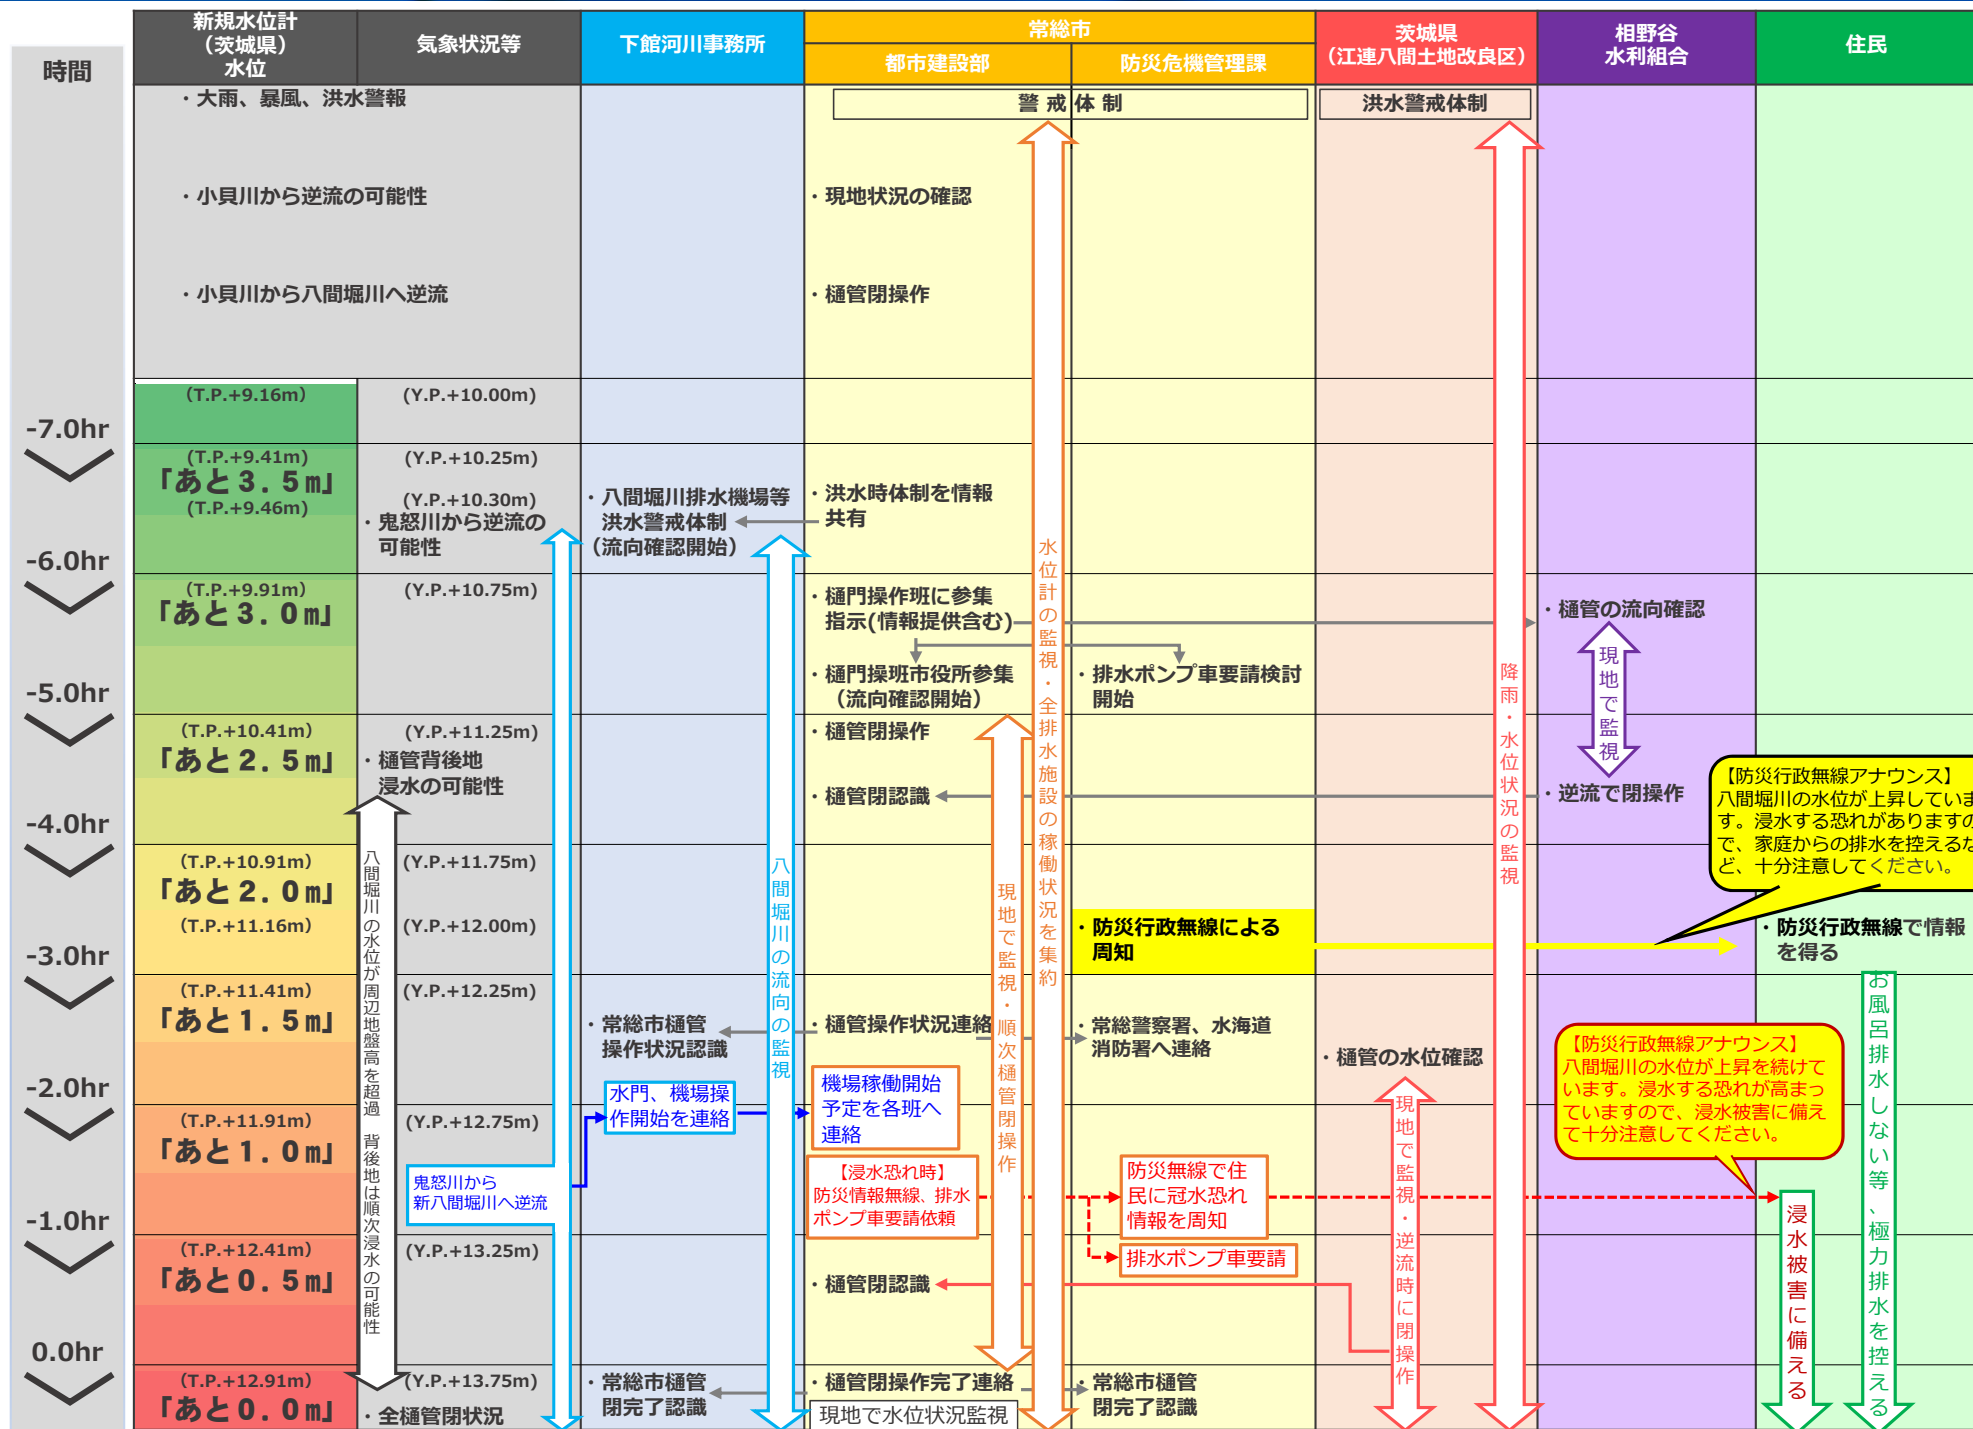 時間
新規水位計
（茨城県）
水位
気象状況等
下館河川事務所
常総市
都市建設部
防災危機管理課
茨城県
（江連八間土地改良区）
相野谷
水利組合
住民
・大雨、暴風、洪水警報
警 戒 体 制
洪水警戒体制
・小貝川から逆流の可能性
・現地状況の確認
・小貝川から八間堀川へ逆流
・樋管閉操作
（T.P.+9.16m）
(Y.P.+10.00m)
-7.0hr
（T.P.+9.41m）
「あと３．５m」
（T.P.+9.46m）
(Y.P.+10.25m)
(Y.P.+10.30m)
・鬼怒川から逆流の
可能性
・八間堀川排水機場等
洪水警戒体制
（流向確認開始）
・洪水時体制を情報
共有
-6.0hr
（T.P.+9.91m）
「あと３．０m」
(Y.P.+10.75m)
・樋門操作班に参集
指示(情報提供含む)
・樋管の流向確認
・樋門操班市役所参集
（流向確認開始）
・排水ポンプ車要請検討
開始
-5.0hr
（T.P.+10.41m）
「あと２．５m」
(Y.P.+11.25m)
・樋管背後地
浸水の可能性
・樋管閉操作
・樋管閉認識
・逆流で閉操作
現地で監視
【防災行政無線アナウンス】
八間堀川の水位が上昇していま
す。浸水する恐れがありますの
で、家庭からの排水を控えるな
ど、十分注意してください。
-4.0hr
（T.P.+10.91m）
「あと２．０m」
(Y.P.+11.75m)
（T.P.+11.16m）
(Y.P.+12.00m)
・防災行政無線による
周知
・防災行政無線で情報
を得る
-3.0hr
（T.P.+11.41m）
「あと１．５m」
(Y.P.+12.25m)
・常総市樋管
操作状況認識
・樋管操作状況連絡
・常総警察署、水海道
消防署へ連絡
・樋管の水位確認
【防災行政無線アナウンス】
八間堀川の水位が上昇を続けて
います。浸水する恐れが高まっ
ていますので、浸水被害に備え
て十分注意してください。
-2.0hr
水門、機場操
作開始を連絡
機場稼働開始
予定を各班へ
連絡
（T.P.+11.91m）
「あと１．０m」
(Y.P.+12.75m)
鬼怒川から
新八間堀川へ逆流
【浸水恐れ時】
防災情報無線、排水
ポンプ車要請依頼
防災無線で住
民に冠水恐れ
情報を周知
-1.0hr
（T.P.+12.41m）
「あと０．５m」
(Y.P.+13.25m)
排水ポンプ車要請
・樋管閉認識
0.0hr
（T.P.+12.91m）
「あと０．０m」
(Y.P.+13.75m)
・全樋管閉状況
・常総市樋管
閉完了認識
・樋管閉操作完了連絡
現地で水位状況監視
・常総市樋管
閉完了認識
八間堀川の水位が周辺地盤高を超過　背後地は順次浸水の可能性
八間堀川の流向の監視
現地で監視・順次樋管閉操作
水位計の監視・全排水施設の稼働状況を集約
現地で監視・逆流時に閉操作
降雨・水位状況の監視
浸水被害に備える
お風呂排水しない等、極力排水を控える